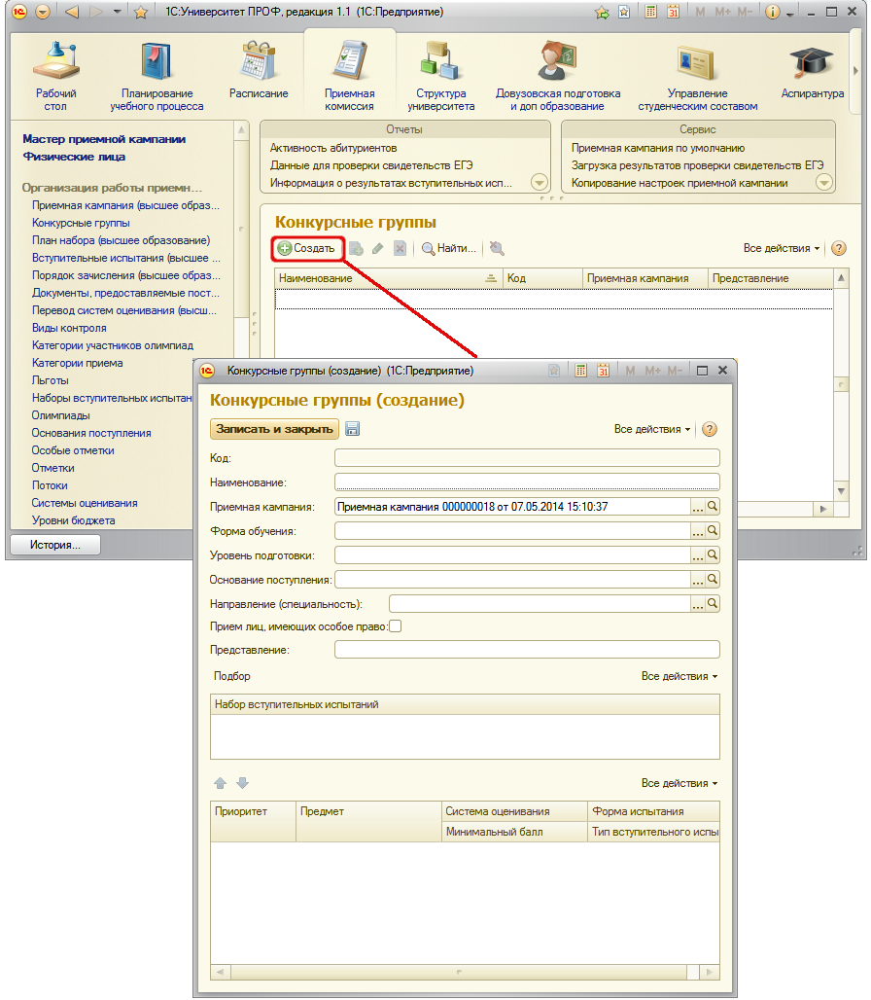 1С:Университет ПРОФ, редакция 1.1 (1С:Предприятие)
M M+ M-
Рабочий стол
Планирование учебного процесса
Расписание
Приемная комиссия
Структура университета
Довузовская подготовка и доп образование
Управление студенческим составом
Аспирантура
Мастер приемной кампании
Физические лица
Организация работы приемн...
Приемная кампания (высшее образ...
Конкурсные группы
План набора (высшее образование)
Вступительные испытания (высшее ...
Порядок зачисления (высшее образ...
Документы, предоставляемые пост...
Перевод систем оценивания (высш...
Виды контроля
Категории участников олимпиад
Категории приема
Льготы
Наборы вступительных испытан
Олимпиады
Основания поступления
Особые отметки
Отметки
Потоки
Системы оценивания
Уровни бюджета
История...
Отчеты
Активность абитуриентов
Данные для проверки свидетельств ЕГЭ
Информация о результатах вступительных исп...
Сервис
Приемная кампания по умолчанию
Загрузка результатов проверки свидетельств ЕГЭ
Копирование настроек приемной кампании
Конкурсные группы
Создать
Найти...
Все действия
Наименование Код Приемная кампания Представление
Конкурсные группы (создание) (1С:Предприятие)
M M+ M-
Конкурсные группы (создание)
Записать и закрыть
Все действия
Код:
Наименование:
Приемная кампания: Приемная кампания 000000018 от 07.05.2014 15:10:37
Форма обучения:
Уровень подготовки:
Основание поступления:
Направление (специальность):
Прием лиц, имеющих особое право:
Представление:
Подбор Все действия
Набор вступительных испытаний
Все действия
Приоритет Предмет Система оценивания Форма испытания
Минимальный балл Тип вступительного испы